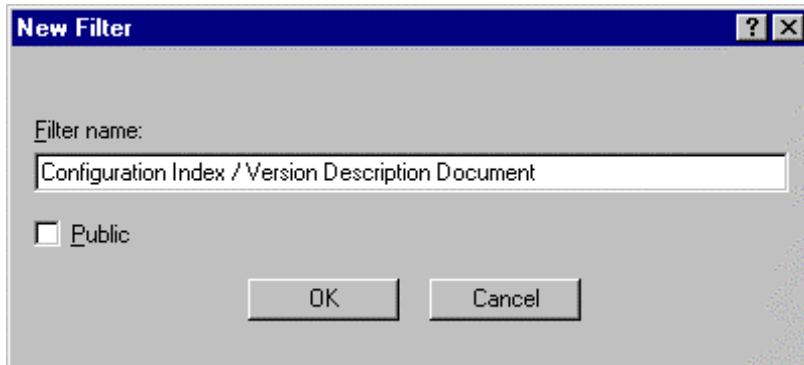 New Filter
Filter name:
Configuration Index / Version Description Document
Public
OK Cancel